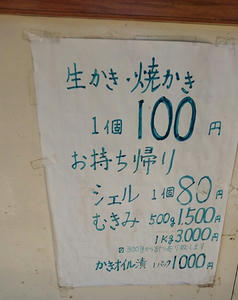 生かき・焼かき
1個 100円
お持ち帰り
シェル 1個 80円
むきみ 500g 1.500円
1Kg 3.000円
かきオイル漬 1パック 1000円